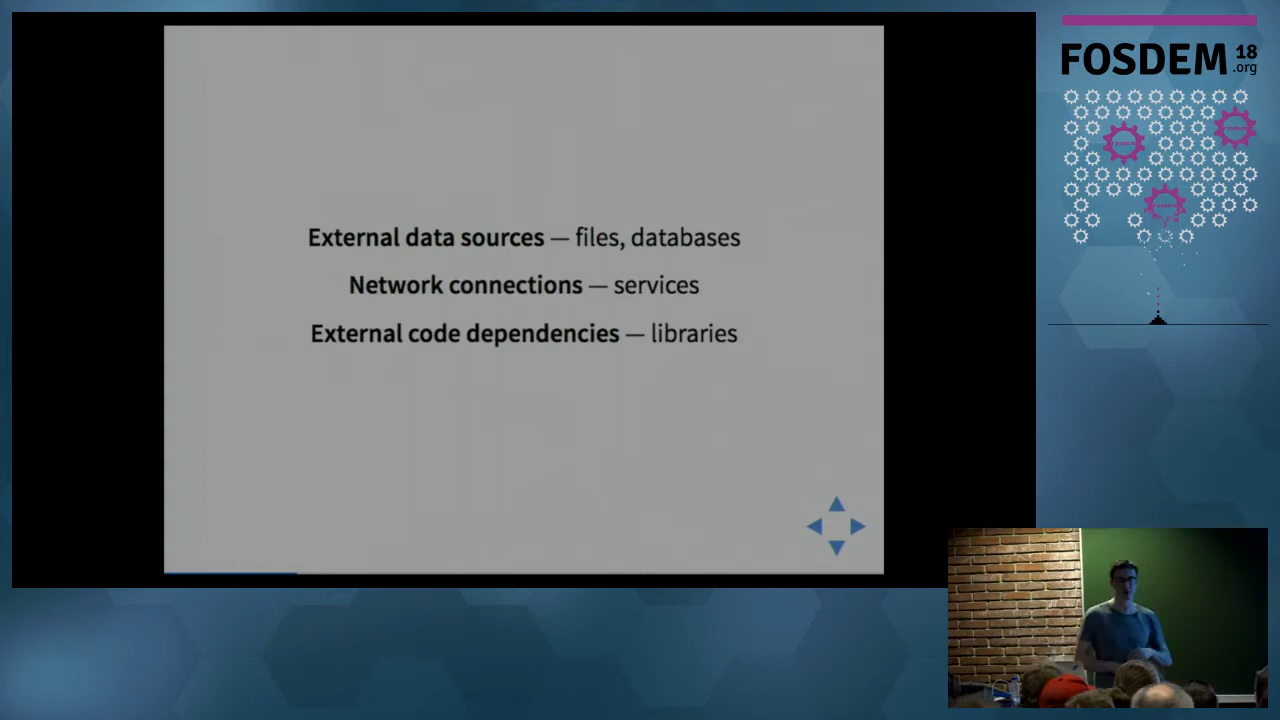 External data sources — files, databases
Network connections — services
External code dependencies — libraries
FOSDEM 18
.org